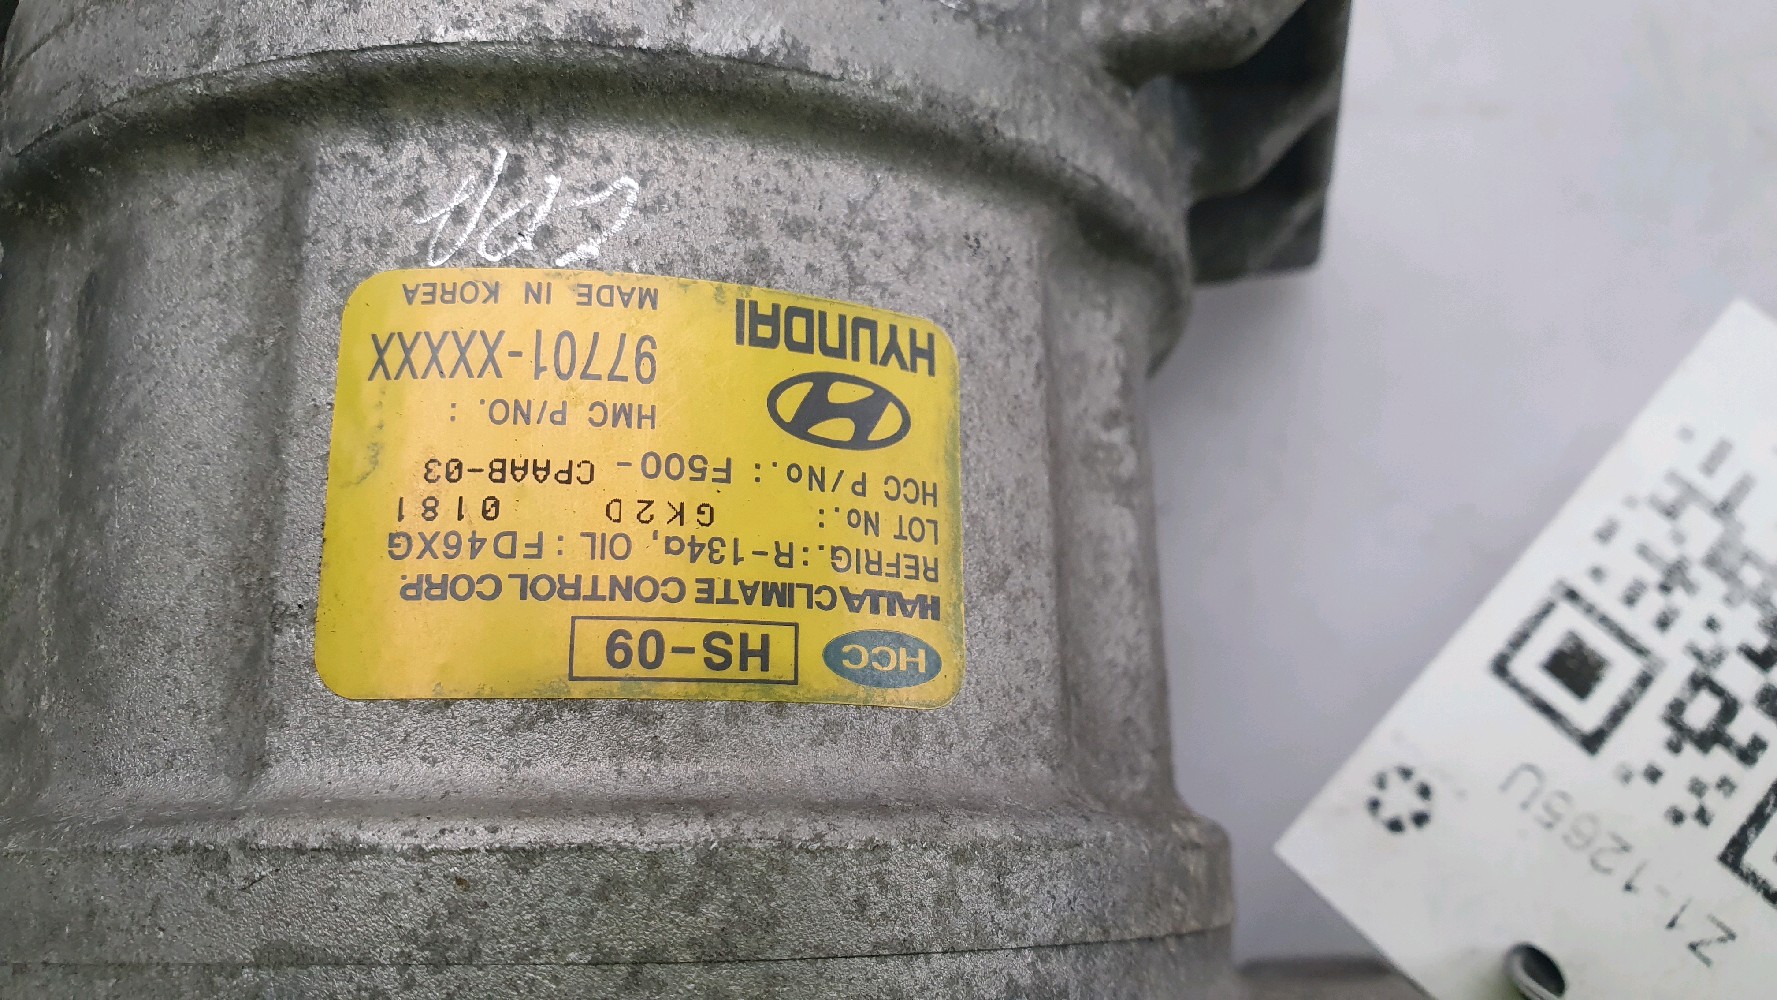 HCC HS-09
HALLA CLIMATE CONTROL CORP.
REFRIG.:R-134a, OIL:FD46XG
LOT No.: GK2D 0181
HCC P/No.: F500-CPAAB-03
HYUNDAI
HMC P/NO. :
97701-XXXXX
MADE IN KOREA
Z1-1265U